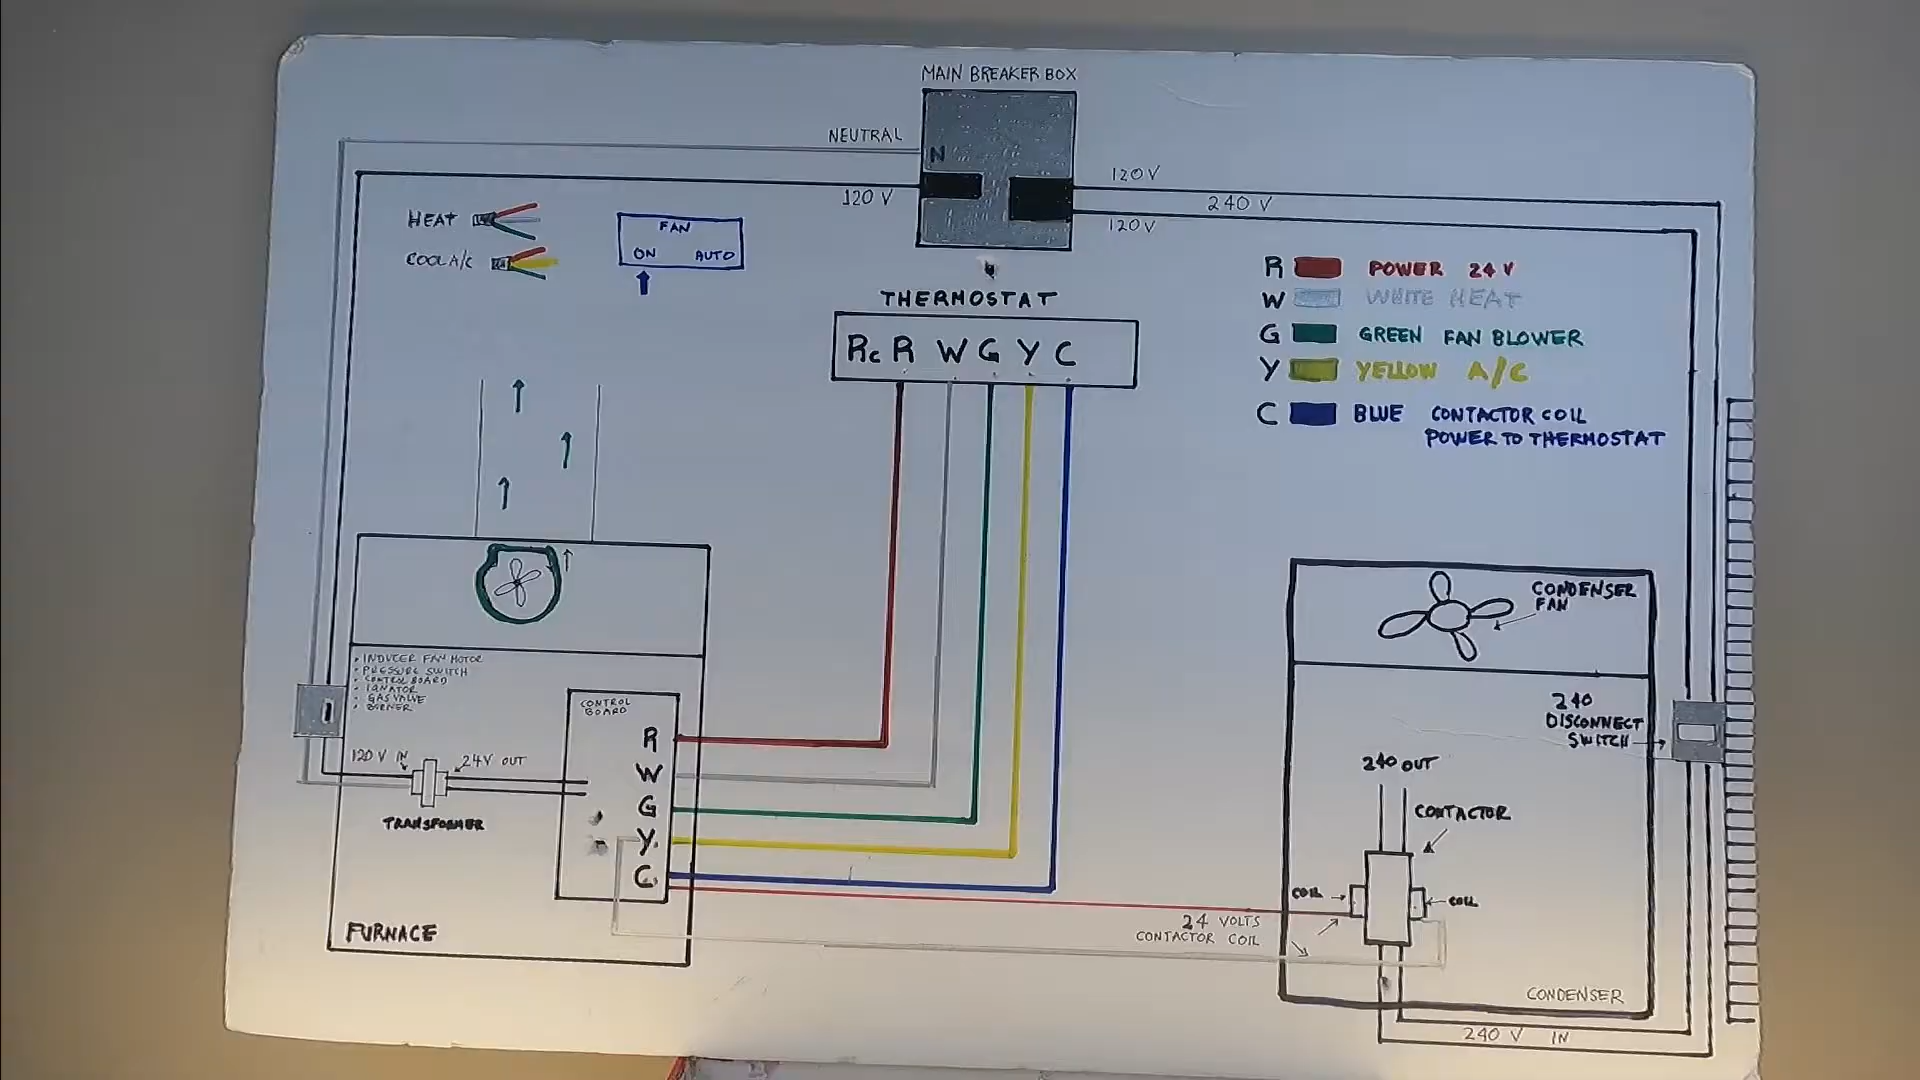 MAIN BREAKER BOX
NEUTRAL
N
120 V
120 V
240 V
120 V
HEAT
COOL A/C
FAN
ON AUTO
THERMOSTAT
Rc R W G Y C
R POWER 24 V
W WHITE HEAT
G GREEN FAN BLOWER
Y YELLOW A/C
C BLUE CONTACTOR COIL
POWER TO THERMOSTAT
• INDUCER FAN MOTOR
• PRESSURE SWITCH
• CONTROL BOARD
• IGNATOR
• GAS VALVE
• BURNER
CONTROL
BOARD
R
W
G
Y
C
120 V IN
24V OUT
TRANSFORMER
FURNACE
24 VOLTS
CONTACTOR COIL
CONDENSER
FAN
240
DISCONNECT
SWITCH
240 OUT
CONTACTOR
COIL
COIL
CONDENSER
240 V IN